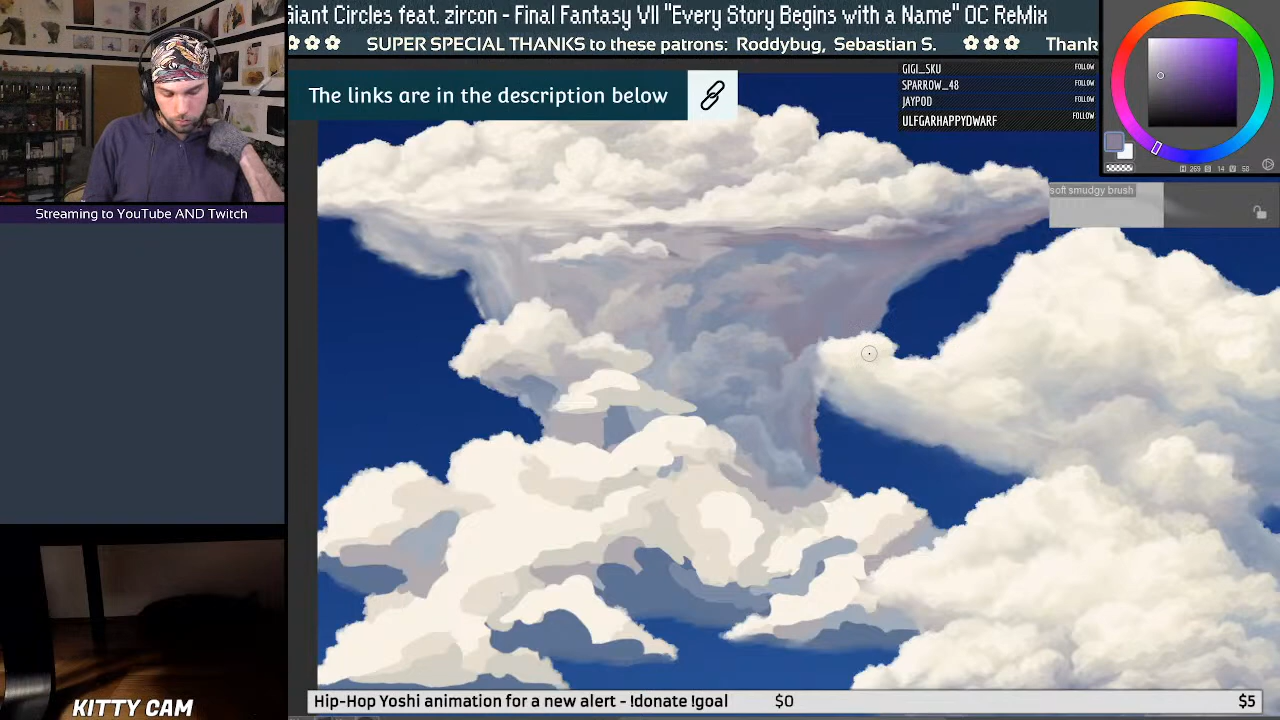 Giant Circles feat. zircon - Final Fantasy VII "Every Story Begins with a Name" OC ReMix
SUPER SPECIAL THANKS to these patrons: Roddybug, Sebastian S. Thank
The links are in the description below
GIGI_SKU FOLLOW
SPARROW_48 FOLLOW
JAYPOD FOLLOW
ULFGARHAPPYDWARF FOLLOW
H 269 S 14 V 58
soft smudgy brush
Streaming to YouTube AND Twitch
KITTY CAM
Hip-Hop Yoshi animation for a new alert - !donate !goal $0 $5